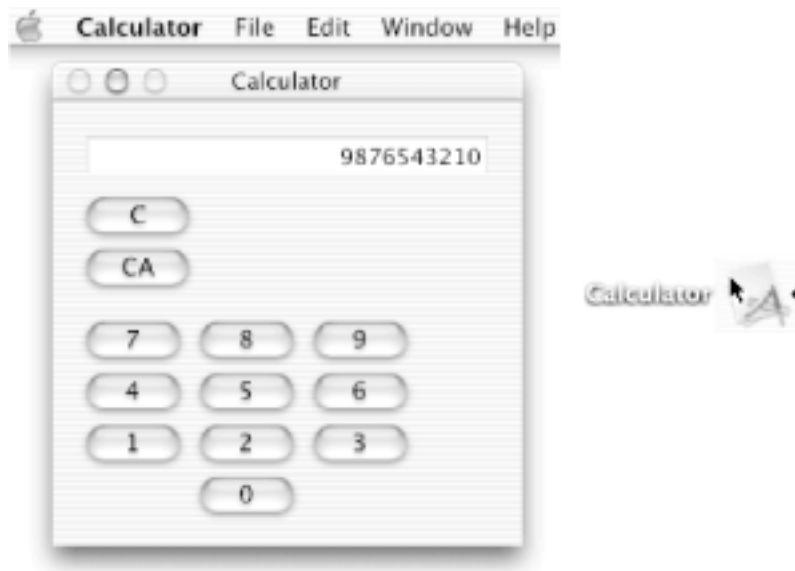 Calculator File Edit Window Help
Calculator
9876543210
C
CA
7 8 9
4 5 6
1 2 3
0
Calculator